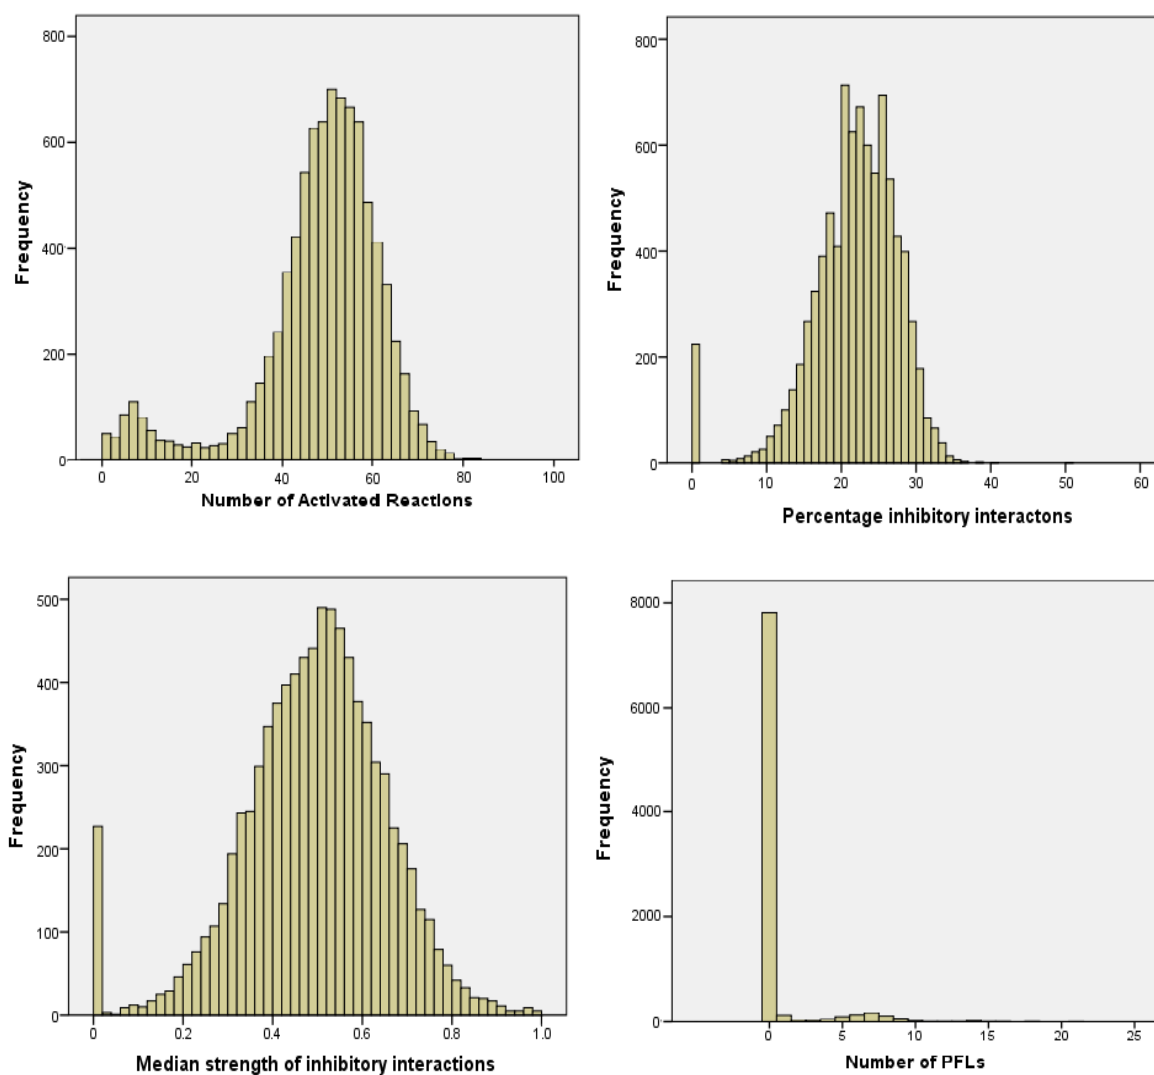 800
600
400
200
0
Frequency
0 20 40 60 80 100
Number of Activated Reactions
800
600
400
200
0
Frequency
0 10 20 30 40 50 60
Percentage inhibitory interactons
500
400
300
200
100
0
Frequency
0 0.2 0.4 0.6 0.8 1.0
Median strength of inhibitory interactions
8000
6000
4000
2000
0
Frequency
0 5 10 15 20 25
Number of PFLs